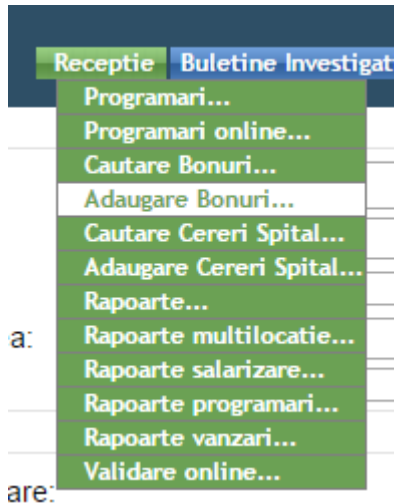 Receptie Buletine Investigat
Programari...
Programari online...
Cautare Bonuri...
Adaugare Bonuri...
Cautare Cereri Spital...
Adaugare Cereri Spital...
Rapoarte...
a: Rapoarte multilocatie...
Rapoarte salarizare...
Rapoarte programari...
Rapoarte vanzari...
Validare online...
are: